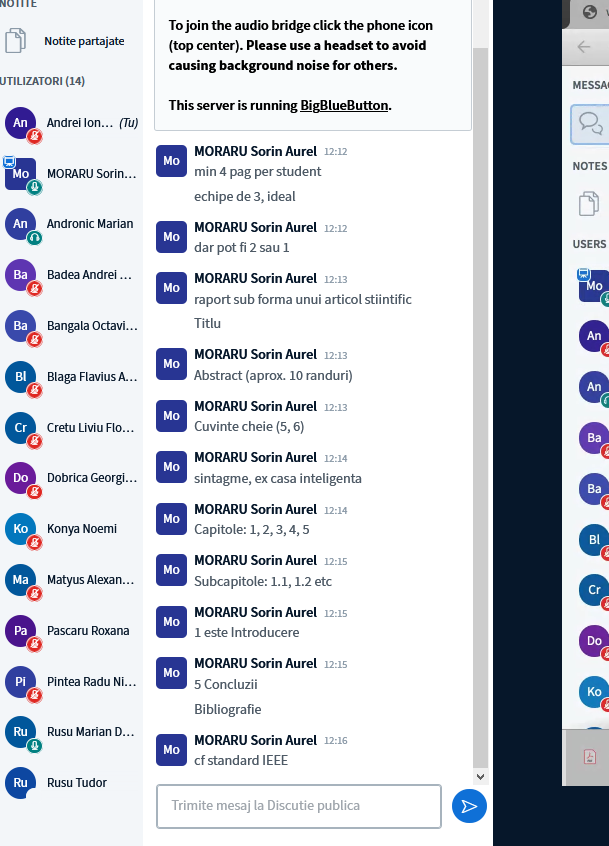 NOTITE
Notite partajate
UTILIZATORI (14)
An
Andrei Ion... (Tu)
Mo
MORARU Sorin...
An
Andronic Marian
Ba
Badea Andrei ...
Ba
Bangala Octavi...
Bl
Blaga Flavius A...
Cr
Cretu Liviu Flo...
Do
Dobrica Georgi...
Ko
Konya Noemi
Ma
Matyus Alexan...
Pa
Pascaru Roxana
Pi
Pintea Radu Ni...
Ru
Rusu Marian D...
Ru
Rusu Tudor
To join the audio bridge click the phone icon
(top center). Please use a headset to avoid
causing background noise for others.
This server is running BigBlueButton.
Mo
MORARU Sorin Aurel 12:12
min 4 pag per student
echipe de 3, ideal
Mo
MORARU Sorin Aurel 12:12
dar pot fi 2 sau 1
Mo
MORARU Sorin Aurel 12:13
raport sub forma unui articol stiintific
Titlu
Mo
MORARU Sorin Aurel 12:13
Abstract (aprox. 10 randuri)
Mo
MORARU Sorin Aurel 12:13
Cuvinte cheie (5, 6)
Mo
MORARU Sorin Aurel 12:14
sintagme, ex casa inteligenta
Mo
MORARU Sorin Aurel 12:14
Capitole: 1, 2, 3, 4, 5
Mo
MORARU Sorin Aurel 12:15
Subcapitole: 1.1, 1.2 etc
Mo
MORARU Sorin Aurel 12:15
1 este Introducere
Mo
MORARU Sorin Aurel 12:15
5 Concluzii
Bibliografie
Mo
MORARU Sorin Aurel 12:16
cf standard IEEE
Trimite mesaj la Discutie publica
MESSA
NOTES
USERS
Mo
An
An
Ba
Ba
Bl
Cr
Do
Ko